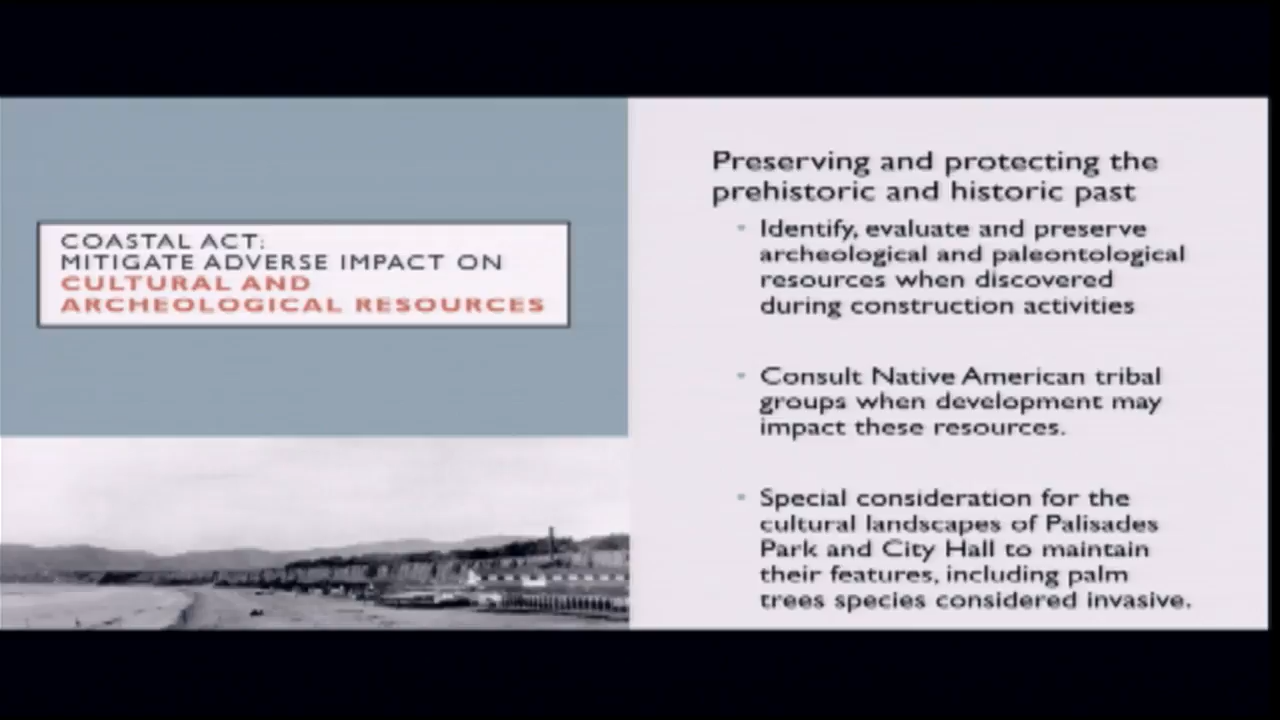 COASTAL ACT:
MITIGATE ADVERSE IMPACT ON
CULTURAL AND
ARCHEOLOGICAL RESOURCES
Preserving and protecting the
prehistoric and historic past
• Identify, evaluate and preserve
archeological and paleontological
resources when discovered
during construction activities
• Consult Native American tribal
groups when development may
impact these resources.
• Special consideration for the
cultural landscapes of Palisades
Park and City Hall to maintain
their features, including palm
trees species considered invasive.